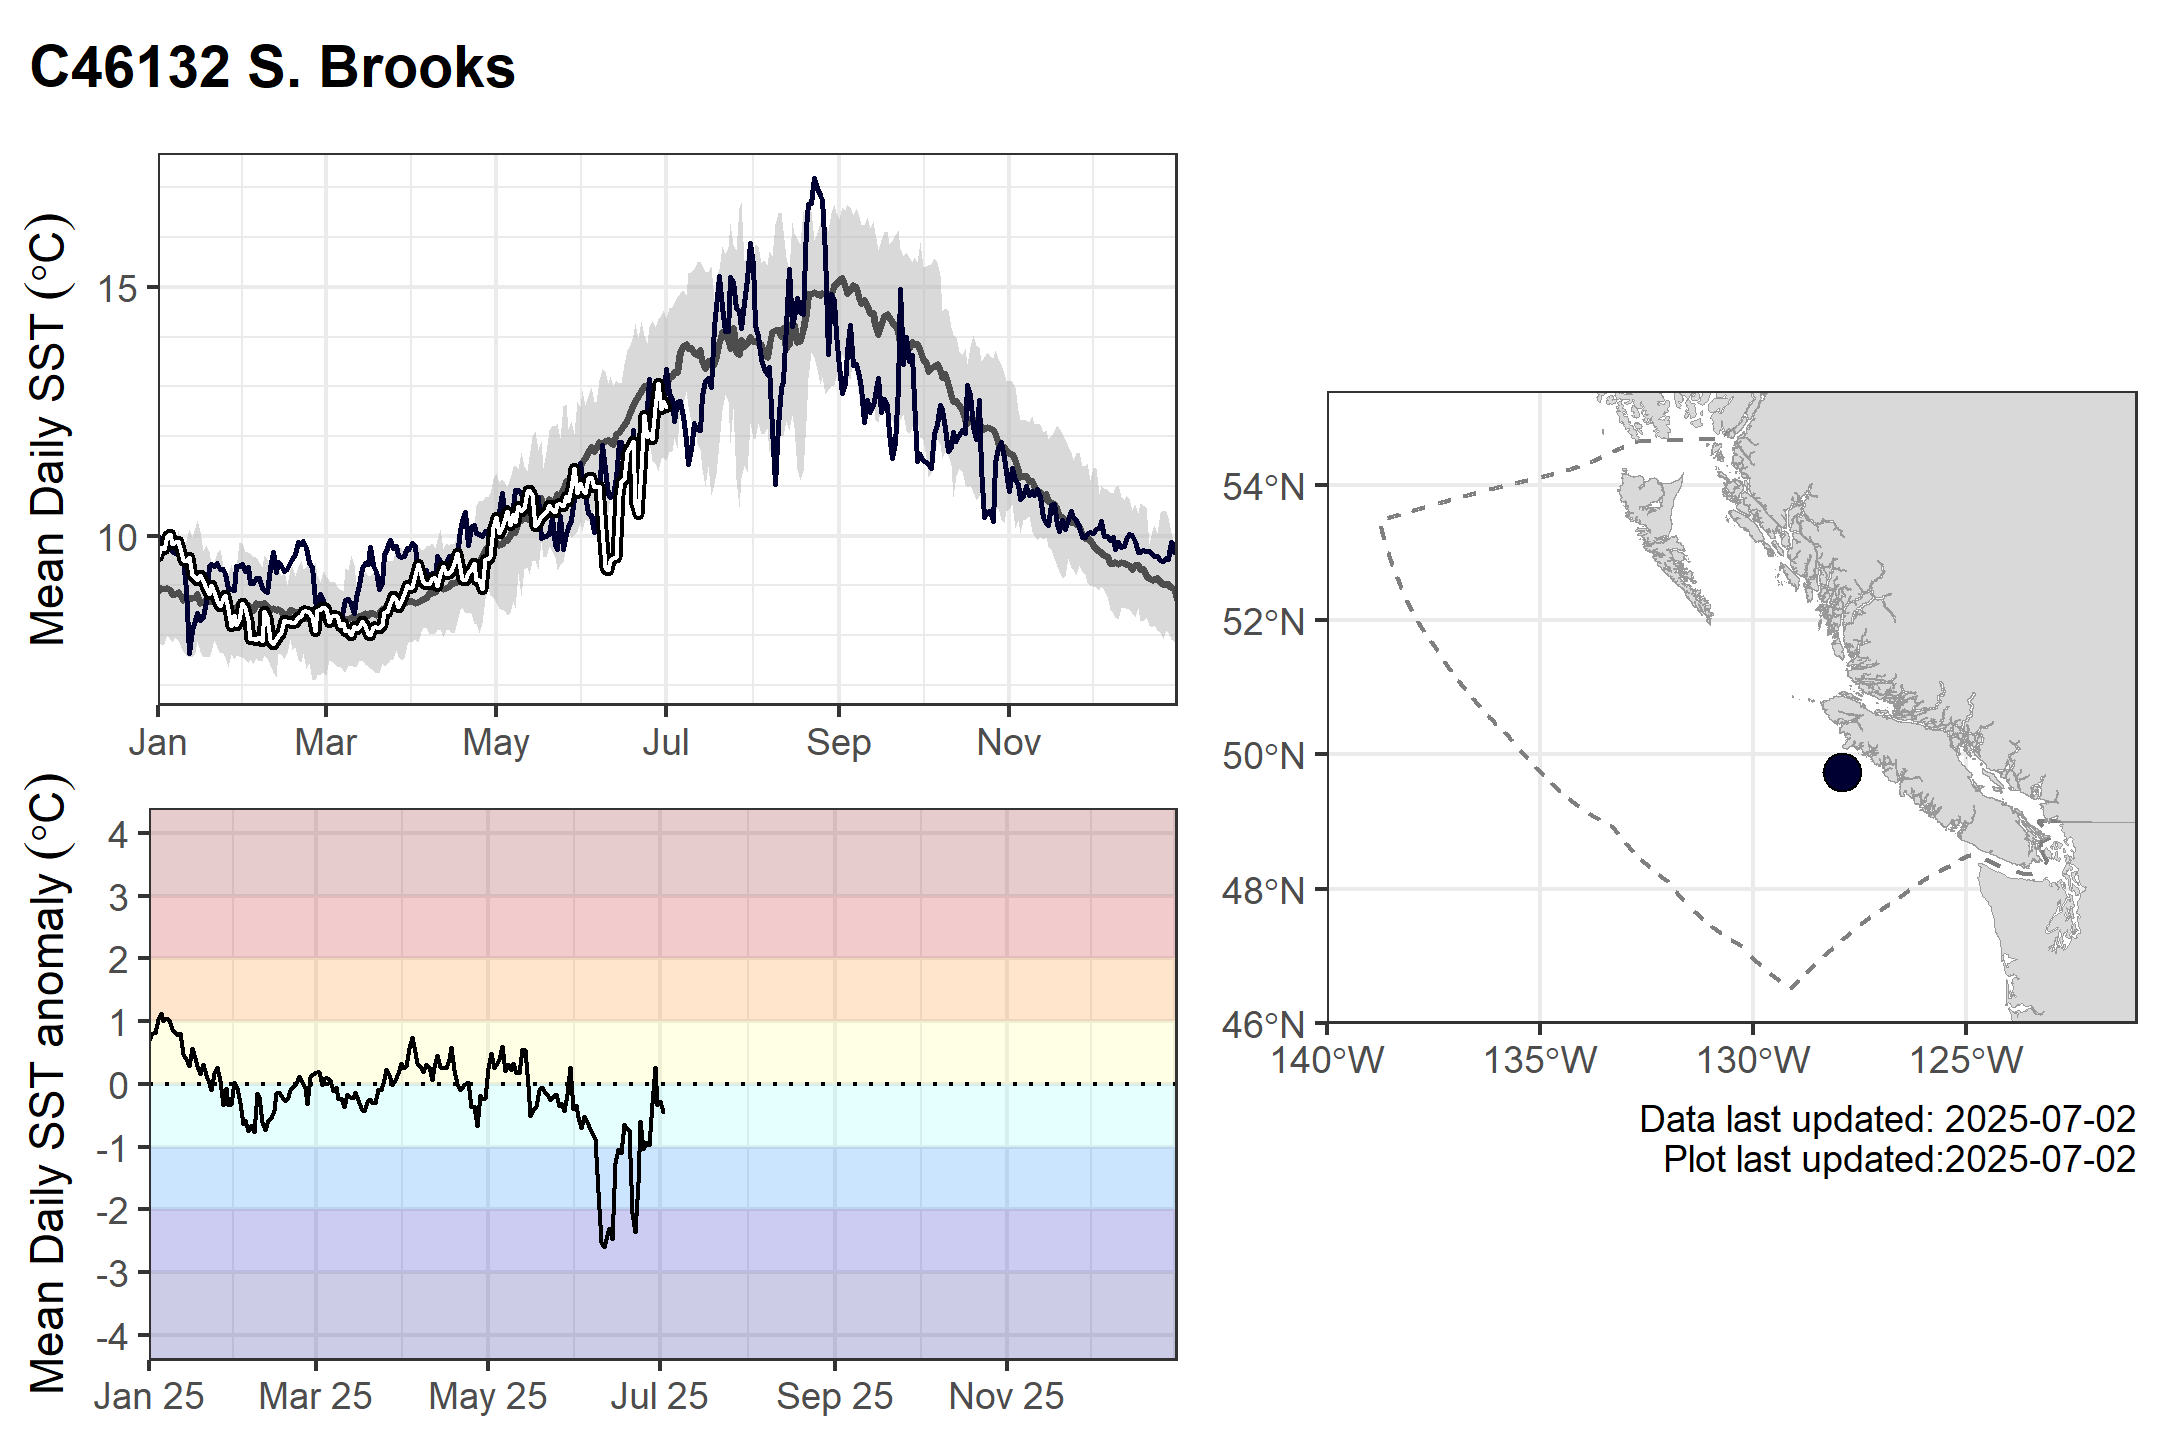 C46132 S. Brooks
Mean Daily SST (°C)
15
10
Jan Mar May Jul Sep Nov
Mean Daily SST anomaly (°C)
4
3
2
1
0
-1
-2
-3
-4
Jan 25 Mar 25 May 25 Jul 25 Sep 25 Nov 25
54°N
52°N
50°N
48°N
46°N
140°W 135°W 130°W 125°W
Data last updated: 2025-07-02
Plot last updated:2025-07-02